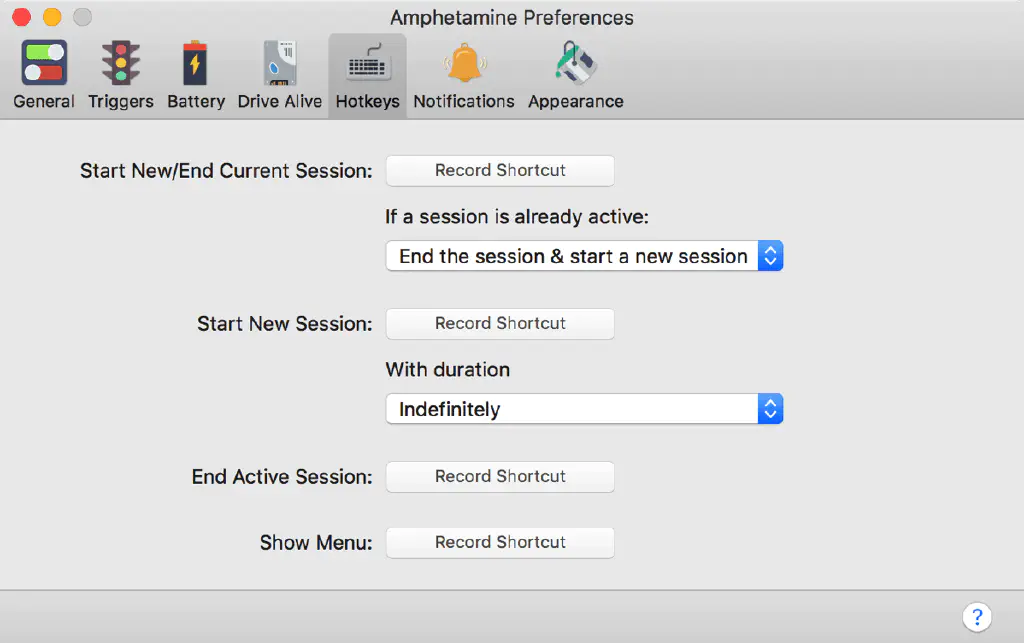 Amphetamine Preferences
General Triggers Battery Drive Alive Hotkeys Notifications Appearance
Start New/End Current Session: Record Shortcut
If a session is already active:
End the session & start a new session
Start New Session: Record Shortcut
With duration
Indefinitely
End Active Session: Record Shortcut
Show Menu: Record Shortcut
?